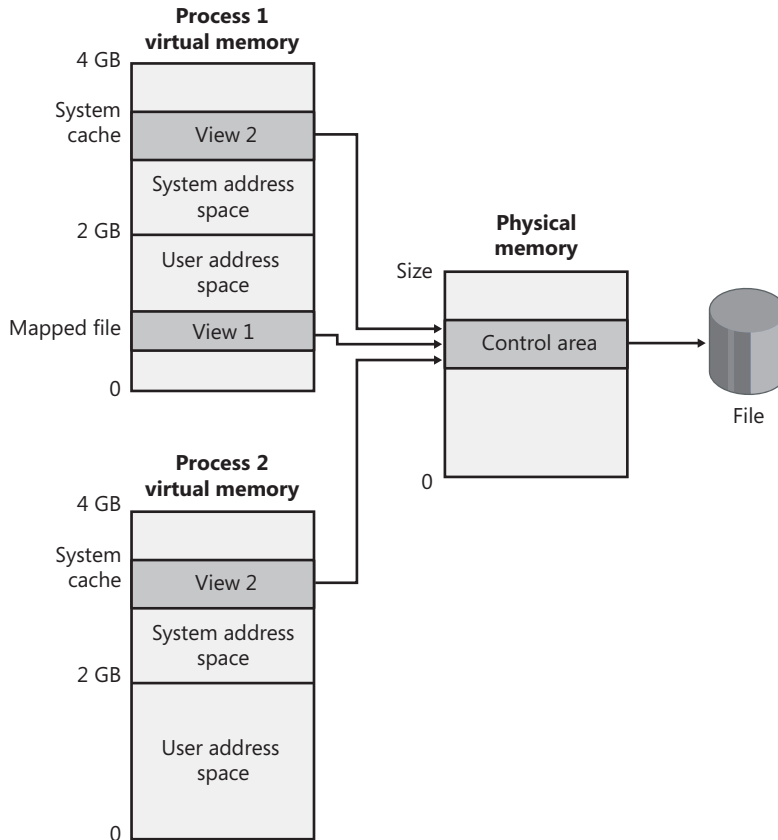 Process 1
virtual memory
4 GB
System
cache
View 2
System address
space
2 GB
User address
space
Mapped file
View 1
0
Physical
memory
Size
Control area
0
File
Process 2
virtual memory
4 GB
System
cache
View 2
System address
space
2 GB
User address
space
0